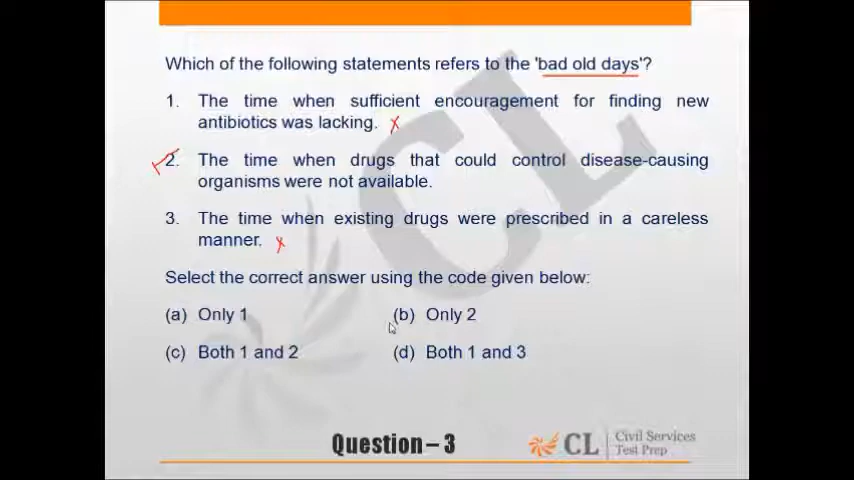 Which of the following statements refers to the 'bad old days'?
1. The time when sufficient encouragement for finding new
antibiotics was lacking.
2. The time when drugs that could control disease-causing
organisms were not available.
3. The time when existing drugs were prescribed in a careless
manner.
Select the correct answer using the code given below:
(a) Only 1 (b) Only 2
(c) Both 1 and 2 (d) Both 1 and 3
Question – 3
CL Civil Services
Test Prep
CL